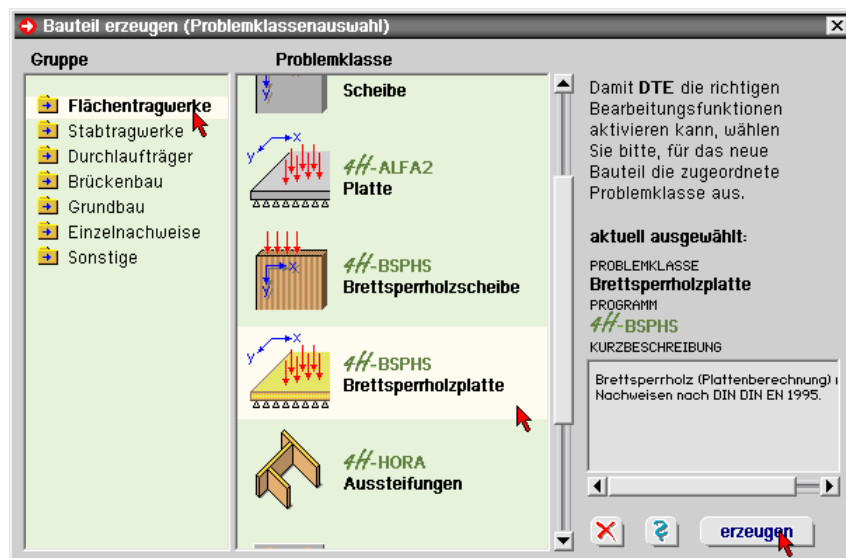 Bauteil erzeugen (Problemklassenauswahl)
Gruppe
Problemklasse
Flächentragwerke
Stabtragwerke
Durchlaufträger
Brückenbau
Grundbau
Einzelnachweise
Sonstige
y
Scheibe
x
y
4H-ALFA2
Platte
x
y
4H-BSPHS
Brettsperrholzscheibe
x
y
4H-BSPHS
Brettsperrholzplatte
4H-HORA
Aussteifungen
Damit DTE die richtigen
Bearbeitungsfunktionen
aktivieren kann, wählen
Sie bitte, für das neue
Bauteil die zugeordnete
Problemklasse aus.
aktuell ausgewählt:
PROBLEMKLASSE
Brettsperrholzplatte
PROGRAMM
4H-BSPHS
KURZBESCHREIBUNG
Brettsperrholz (Plattenberechnung)
Nachweisen nach DIN DIN EN 1995.
erzeugen